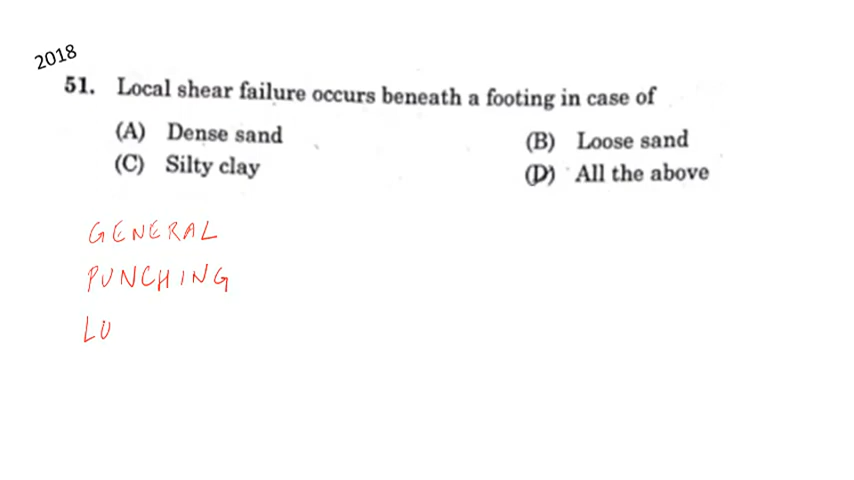 2018
51. Local shear failure occurs beneath a footing in case of
(A) Dense sand (B) Loose sand
(C) Silty clay (D) All the above
GENERAL
PUNCHING
LO